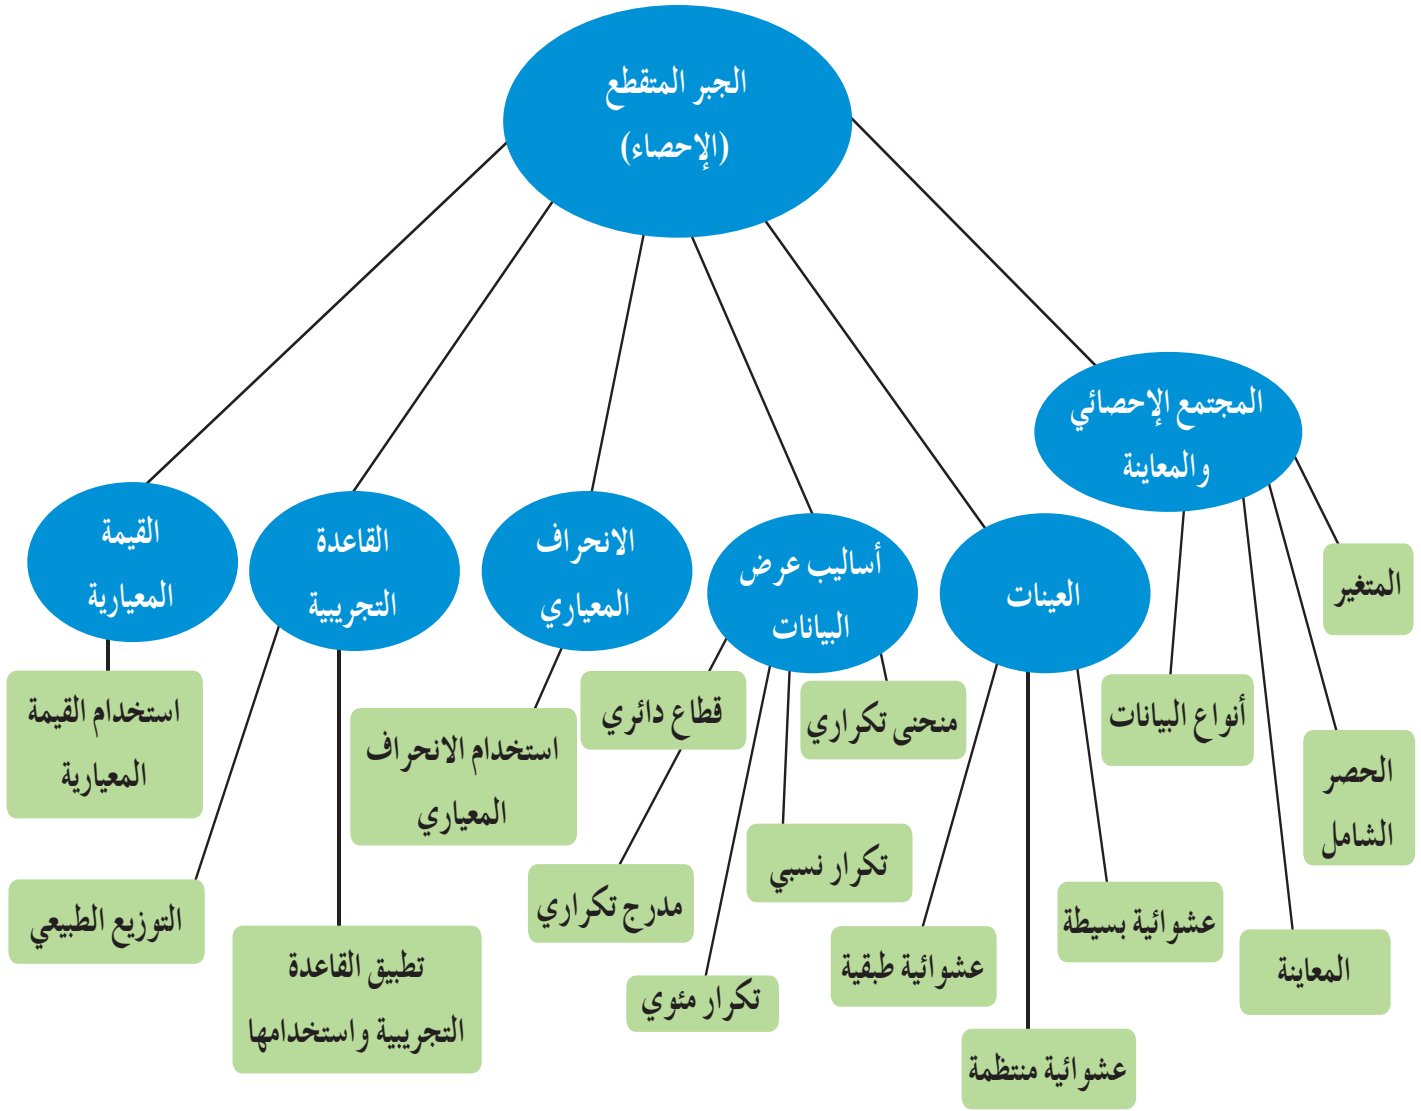 الجبر المتقطع
(الإحصاء)
المجتمع الإحصائي
والمعاينة
العينات
أساليب عرض
البيانات
الانحراف
المعياري
القاعدة
التجريبية
القيمة
المعيارية
المتغير
الحصر
الشامل
المعاينة
أنواع البيانات
عشوائية بسيطة
عشوائية منتظمة
عشوائية طبقية
منحنى تكراري
تكرار نسبي
تكرار مئوي
قطاع دائري
مدرج تكراري
استخدام الانحراف
المعياري
تطبيق القاعدة
التجريبية واستخدامها
التوزيع الطبيعي
استخدام القيمة
المعيارية